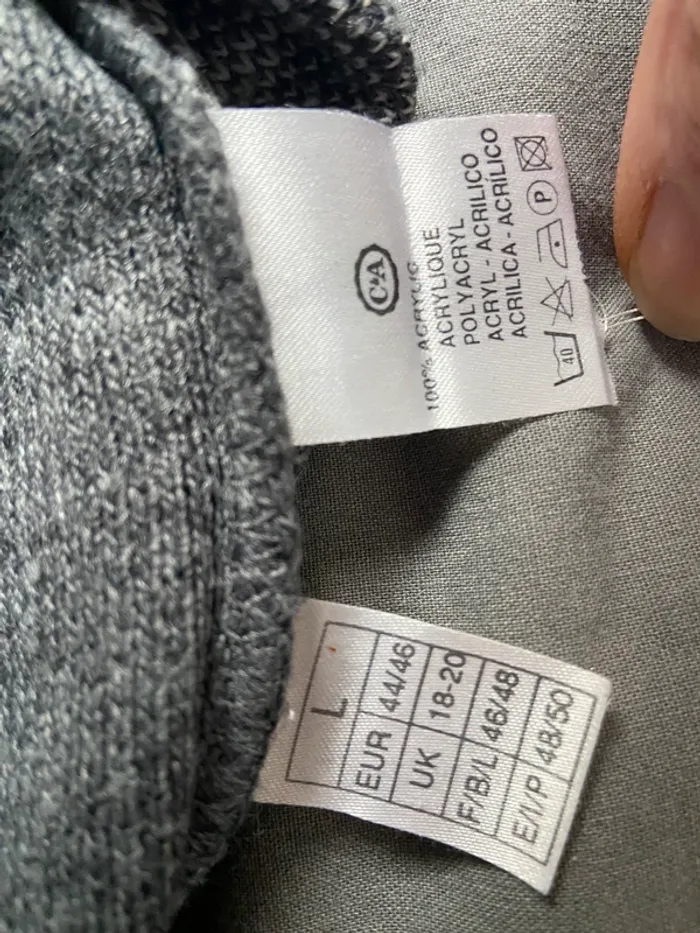 C&A
100% ACRYLIC
ACRYLIQUE
POLYACRYL
ACRYL - ACRILICO
ACRILICA - ACRÍLICO
40
P
L
EUR 44/46
UK 18-20
F/B/L 46/48
E/I/P 48/50